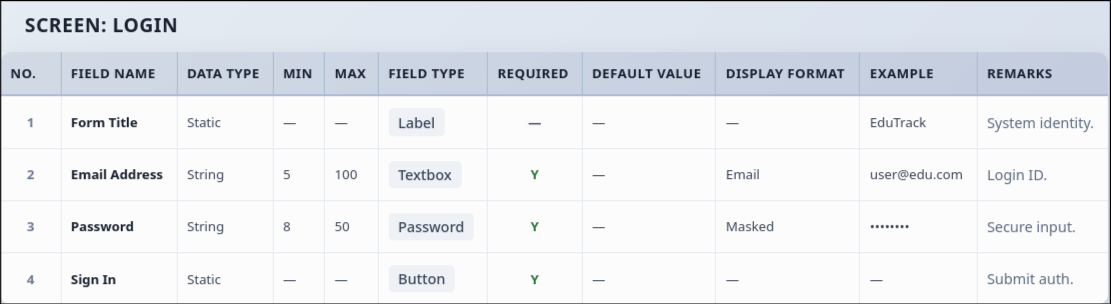 SCREEN: LOGIN
NO. FIELD NAME DATA TYPE MIN MAX FIELD TYPE REQUIRED DEFAULT VALUE DISPLAY FORMAT EXAMPLE REMARKS
1 Form Title Static — — Label — — — EduTrack System identity.
2 Email Address String 5 100 Textbox Y — Email user@edu.com Login ID.
3 Password String 8 50 Password Y — Masked •••••••• Secure input.
4 Sign In Static — — Button Y — — — Submit auth.